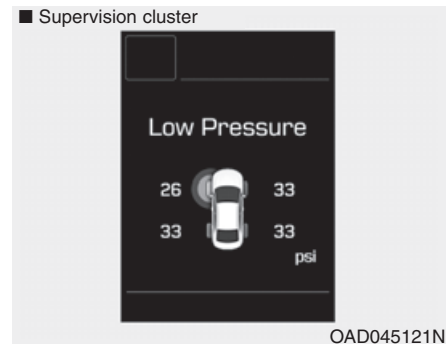 ■ Supervision cluster
Low Pressure
26 33
33 33
psi
OAD045121N